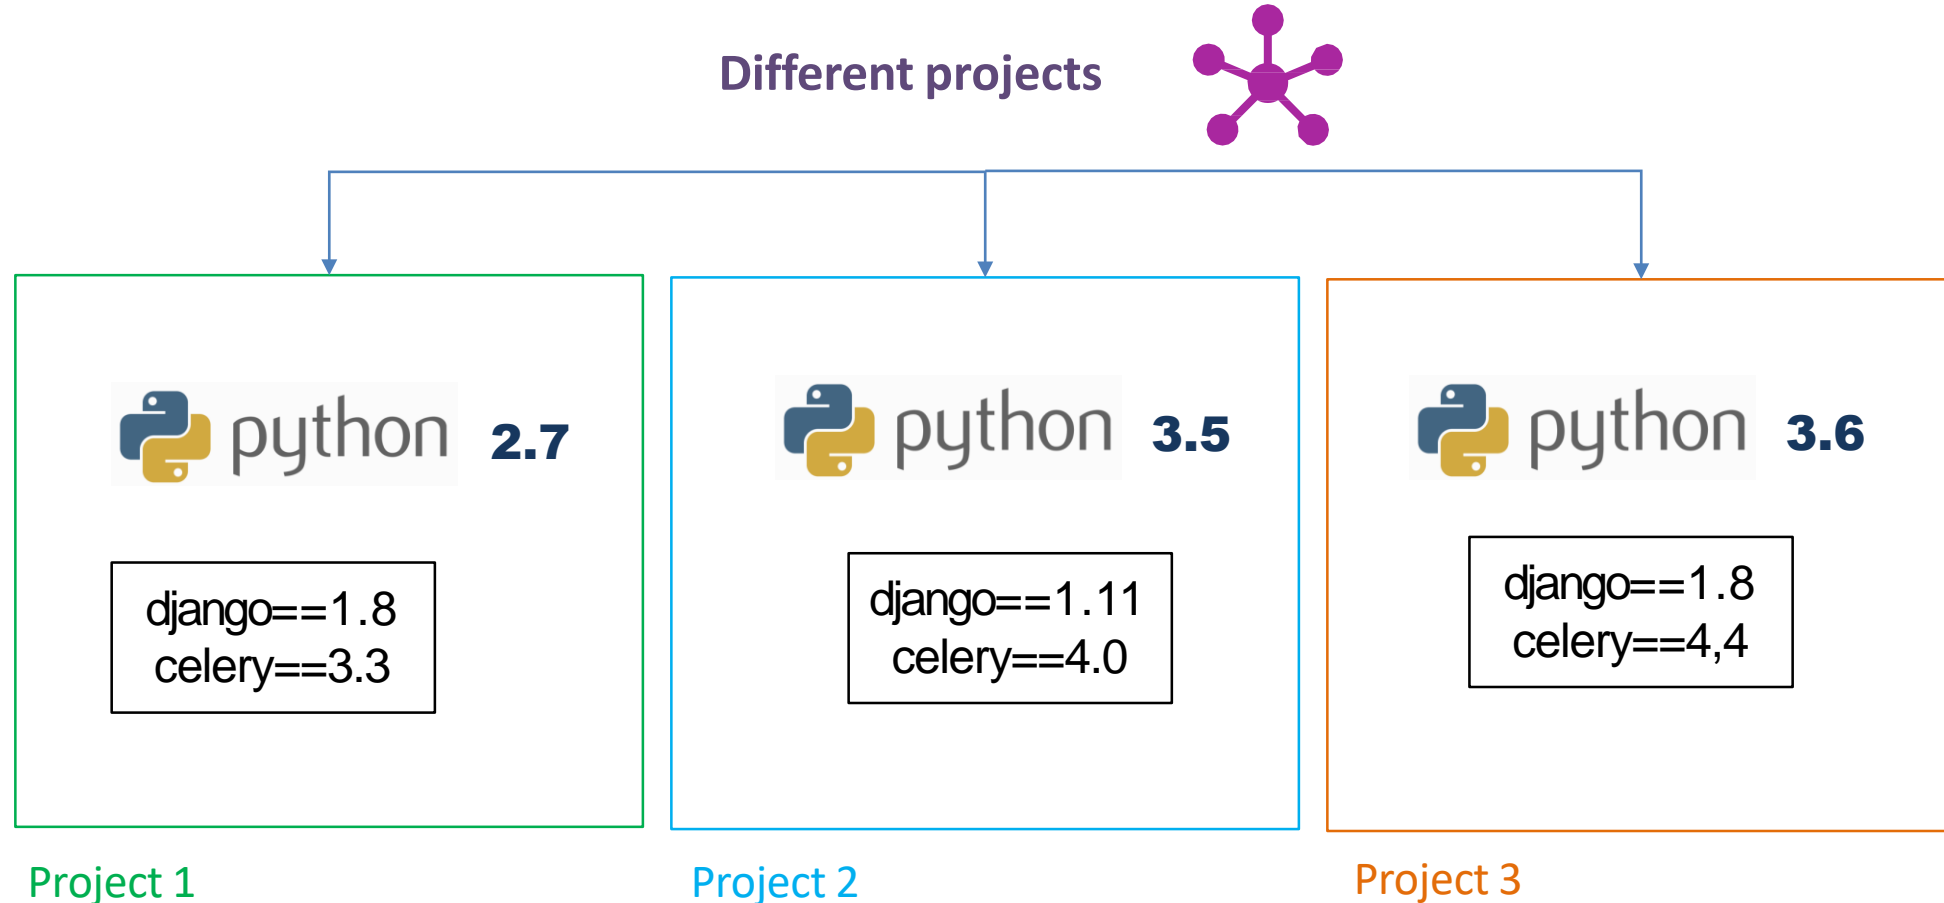 Different projects
python 2.7
django==1.8
celery==3.3
Project 1
python 3.5
django==1.11
celery==4.0
Project 2
python 3.6
django==1.8
celery==4,4
Project 3